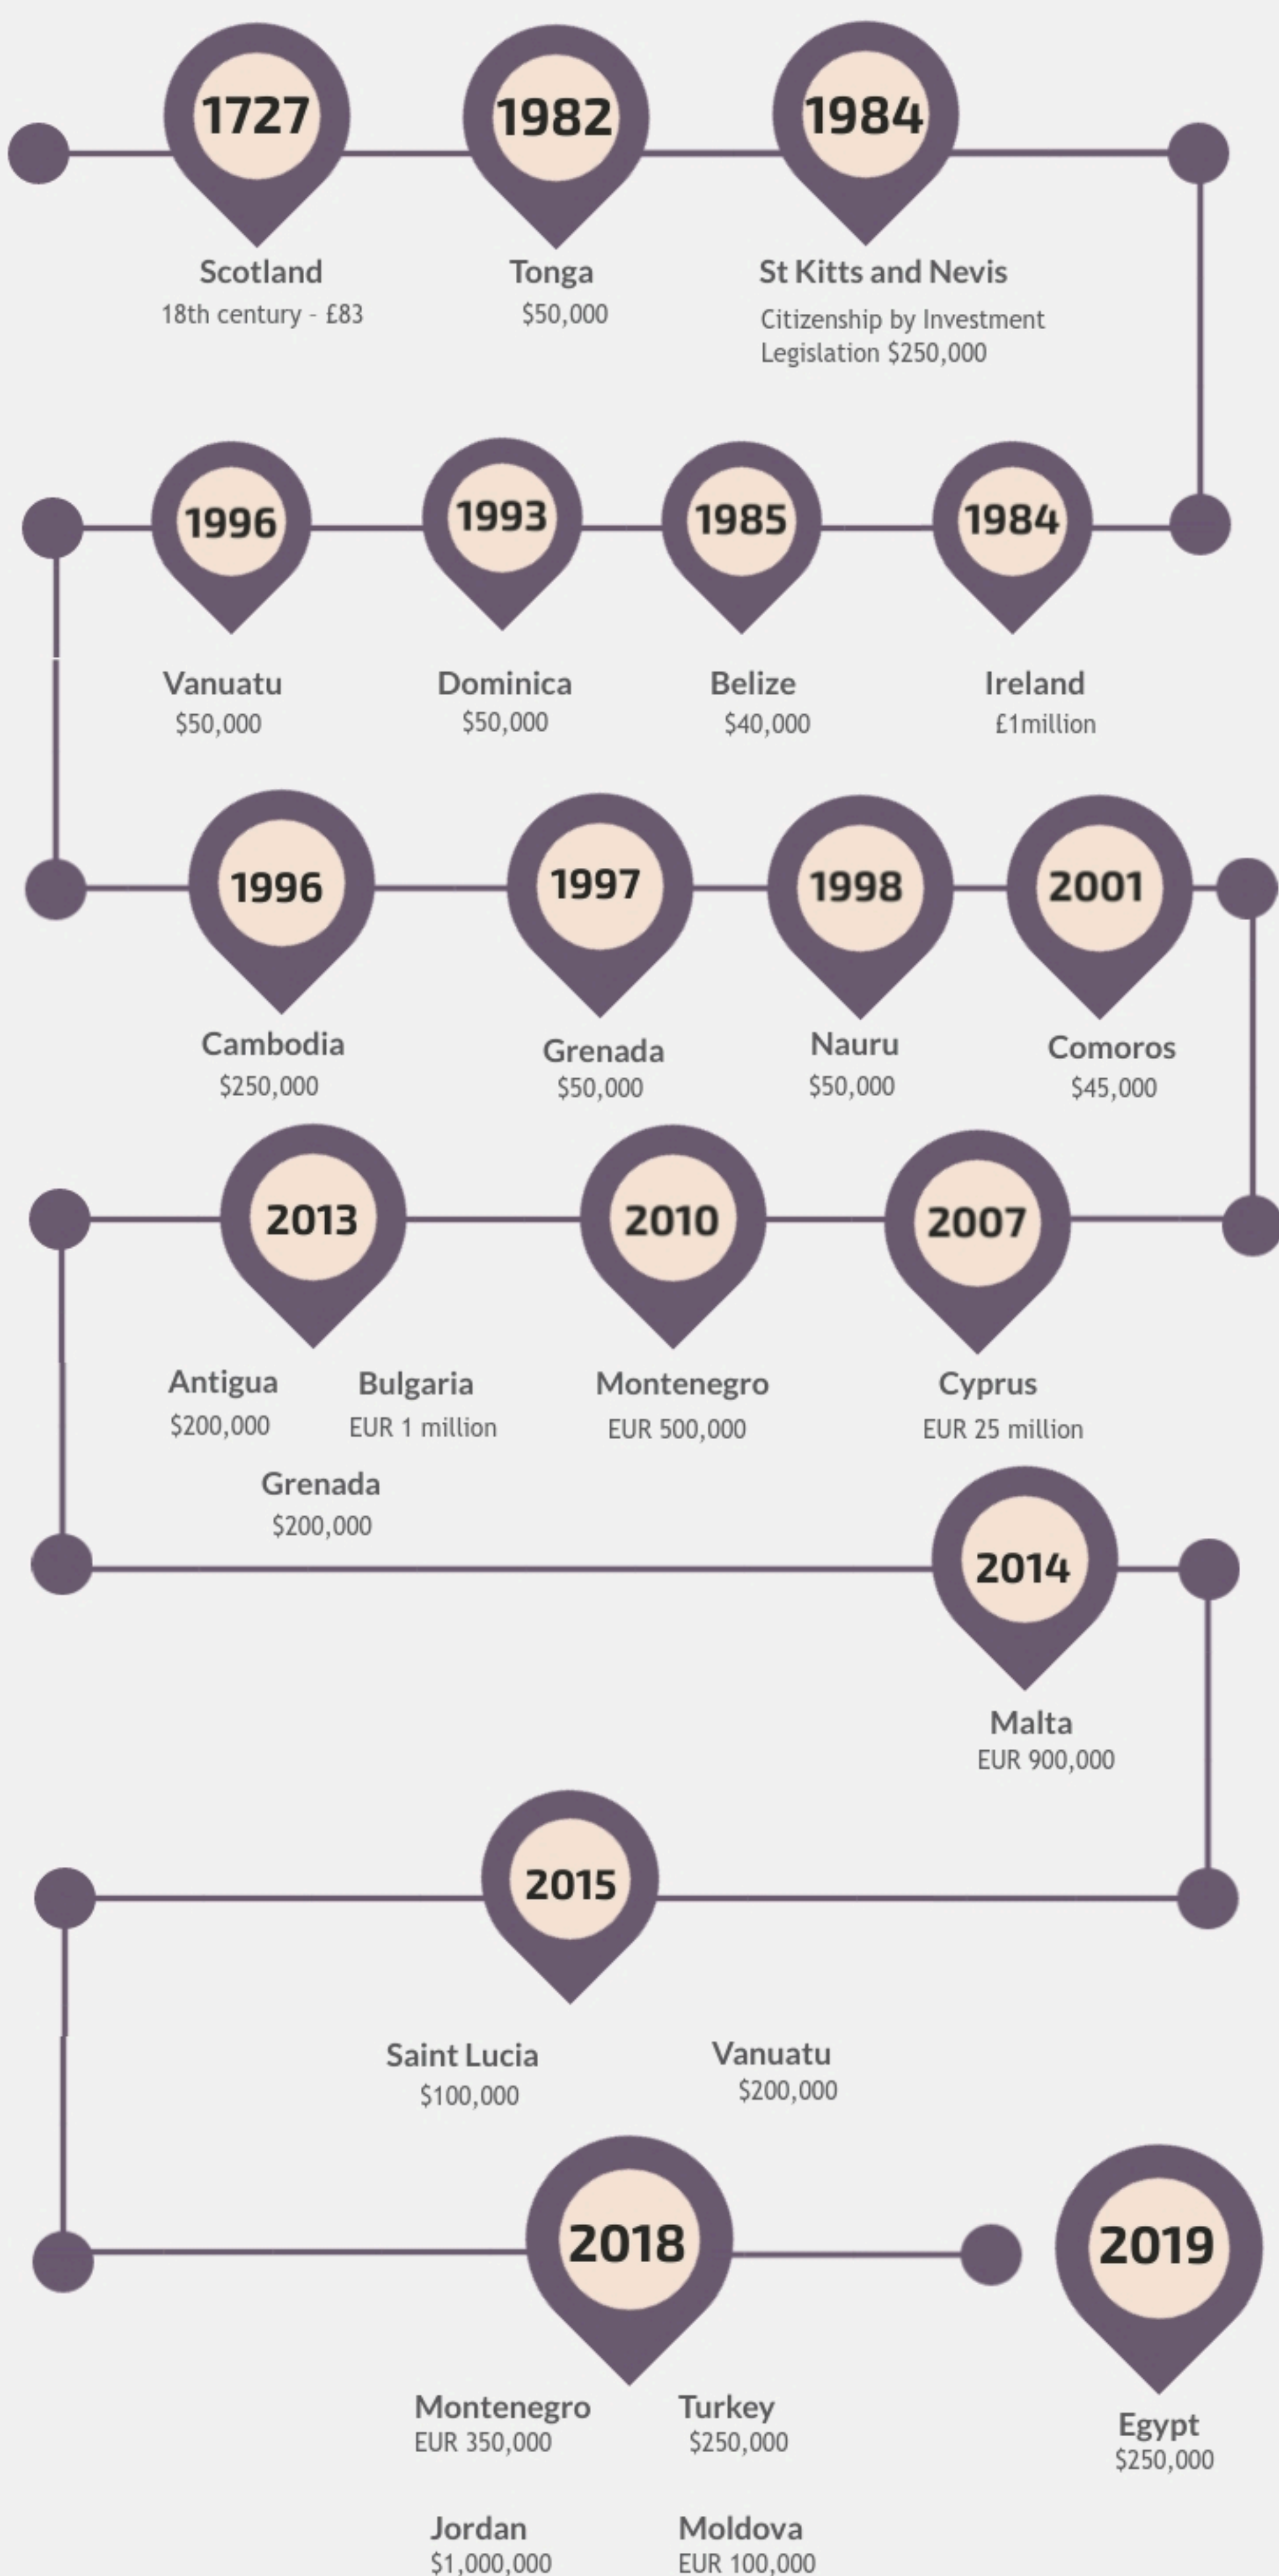 1727
Scotland
18th century - £83
1982
Tonga
$50,000
1984
St Kitts and Nevis
Citizenship by Investment
Legislation $250,000
1984
Ireland
£1million
1985
Belize
$40,000
1993
Dominica
$50,000
1996
Vanuatu
$50,000
1996
Cambodia
$250,000
1997
Grenada
$50,000
1998
Nauru
$50,000
2001
Comoros
$45,000
2007
Cyprus
EUR 25 million
2010
Montenegro
EUR 500,000
2013
Antigua
$200,000
Bulgaria
EUR 1 million
Grenada
$200,000
2014
Malta
EUR 900,000
2015
Saint Lucia
$100,000
Vanuatu
$200,000
2018
Montenegro
EUR 350,000
Turkey
$250,000
Jordan
$1,000,000
Moldova
EUR 100,000
2019
Egypt
$250,000